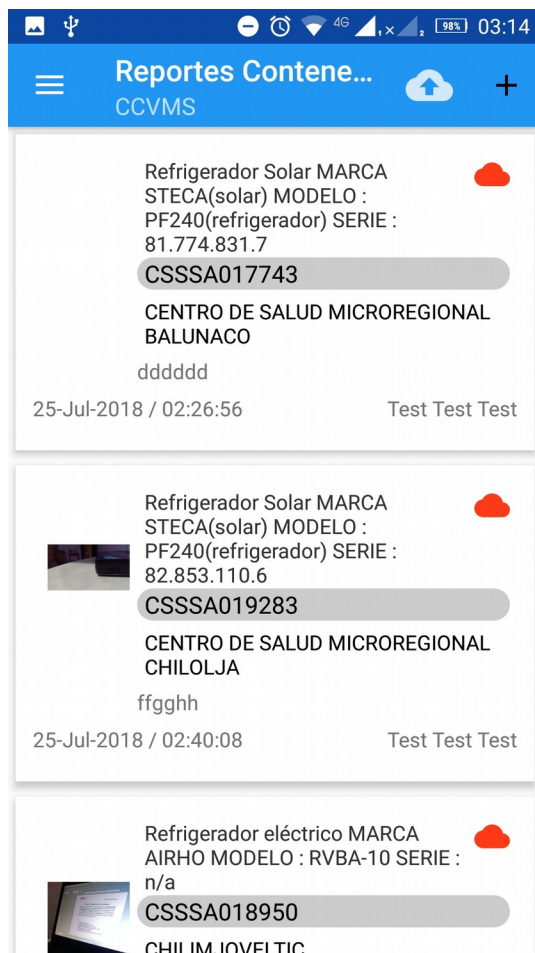 4G
1 x
2
98%
03:14
Reportes Contene...
CCVMS
Refrigerador Solar MARCA
STECA(solar) MODELO :
PF240(refrigerador) SERIE :
81.774.831.7
CSSSA017743
CENTRO DE SALUD MICROREGIONAL
BALUNACO
dddddd
25-Jul-2018 / 02:26:56
Test Test Test
Refrigerador Solar MARCA
STECA(solar) MODELO :
PF240(refrigerador) SERIE :
82.853.110.6
CSSSA019283
CENTRO DE SALUD MICROREGIONAL
CHILOLJA
ffgghh
25-Jul-2018 / 02:40:08
Test Test Test
Refrigerador eléctrico MARCA
AIRHO MODELO : RVBA-10 SERIE :
n/a
CSSSA018950
CHILIMJOVELTIC